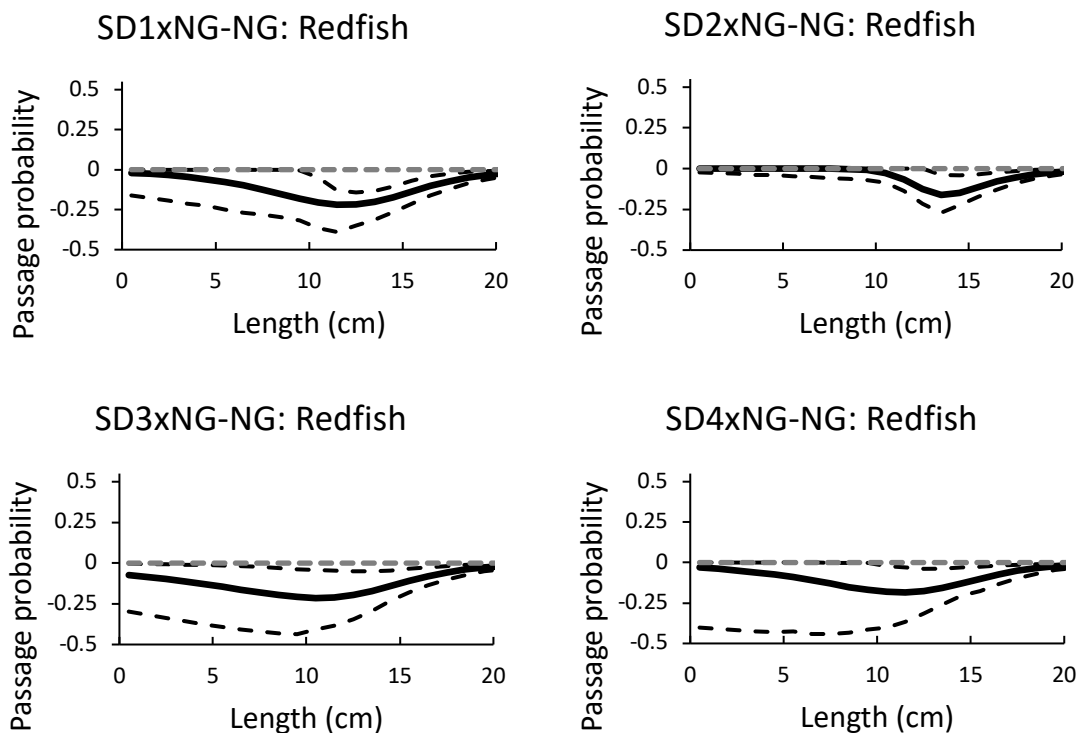 SD1xNG-NG: Redfish
Passage probability
0.5
0.25
0
-0.25
-0.5
0 5 10 15 20
Length (cm)
SD2xNG-NG: Redfish
Passage probability
0.5
0.25
0
-0.25
-0.5
0 5 10 15 20
Length (cm)
SD3xNG-NG: Redfish
Passage probability
0.5
0.25
0
-0.25
-0.5
0 5 10 15 20
Length (cm)
SD4xNG-NG: Redfish
Passage probability
0.5
0.25
0
-0.25
-0.5
0 5 10 15 20
Length (cm)